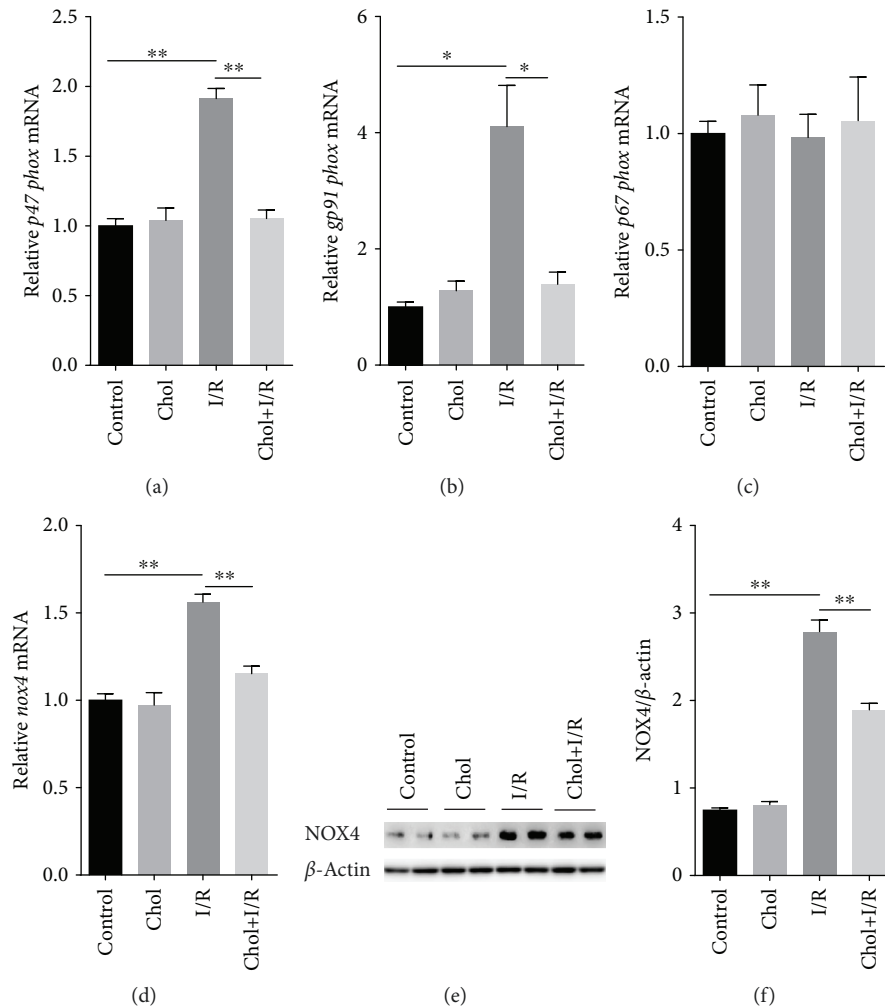 2.5
2.0
1.5
1.0
0.5
0.0
Relative p47 phox mRNA
**
**
Control
Chol
I/R
Chol+I/R
(a)
6
4
2
0
Relative gp91 phox mRNA
*
*
Control
Chol
I/R
Chol+I/R
(b)
1.5
1.0
0.5
0.0
Relative p67 phox mRNA
Control
Chol
I/R
Chol+I/R
(c)
2.0
1.5
1.0
0.5
0.0
Relative nox4 mRNA
**
**
Control
Chol
I/R
Chol+I/R
(d)
Control
Chol
I/R
Chol+I/R
NOX4
β-Actin
(e)
4
3
2
1
0
NOX4/β-actin
**
**
Control
Chol
I/R
Chol+I/R
(f)